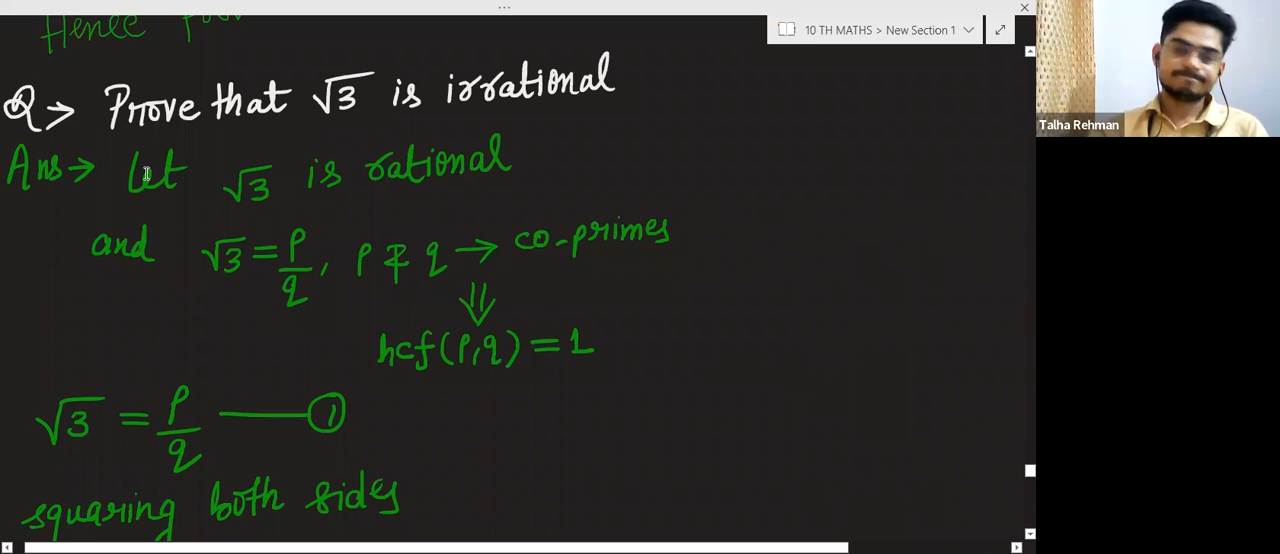 Hence
10 TH MATHS > New Section 1
Talha Rehman
Q> Prove that √3 is irrational
Ans→ Let √3 is rational
and √3 = p/q, p & q → co-primes
⇓
hcf(p,q) = 1
√3 = p/q —— ①
squaring both sides